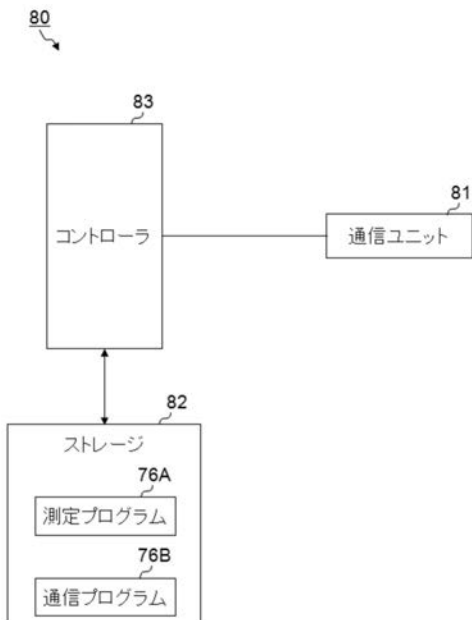 80
83
コントローラ
81
通信ユニット
82
ストレージ
76A
測定プログラム
76B
通信プログラム